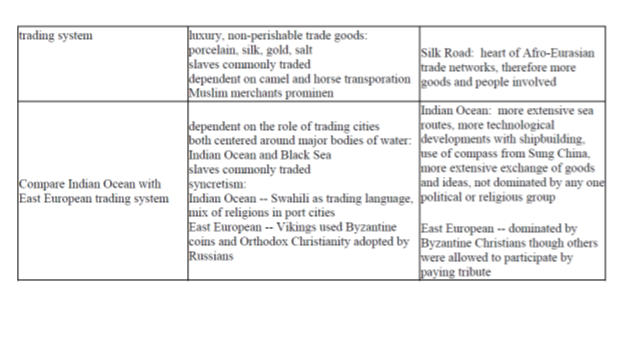 trading system
luxury, non-perishable trade goods:
porcelain, silk, gold, salt
slaves commonly traded
dependent on camel and horse transporation
Muslim merchants prominen
Silk Road: heart of Afro-Eurasian
trade networks, therefore more
goods and people involved
Compare Indian Ocean with
East European trading system
dependent on the role of trading cities
both centered around major bodies of water:
Indian Ocean and Black Sea
slaves commonly traded
syncretism:
Indian Ocean -- Swahili as trading language,
mix of religions in port cities
East European -- Vikings used Byzantine
coins and Orthodox Christianity adopted by
Russians
Indian Ocean: more extensive sea
routes, more technological
developments with shipbuilding,
use of compass from Sung China,
more extensive exchange of goods
and ideas, not dominated by any one
political or religious group
East European -- dominated by
Byzantine Christians though others
were allowed to participate by
paying tribute